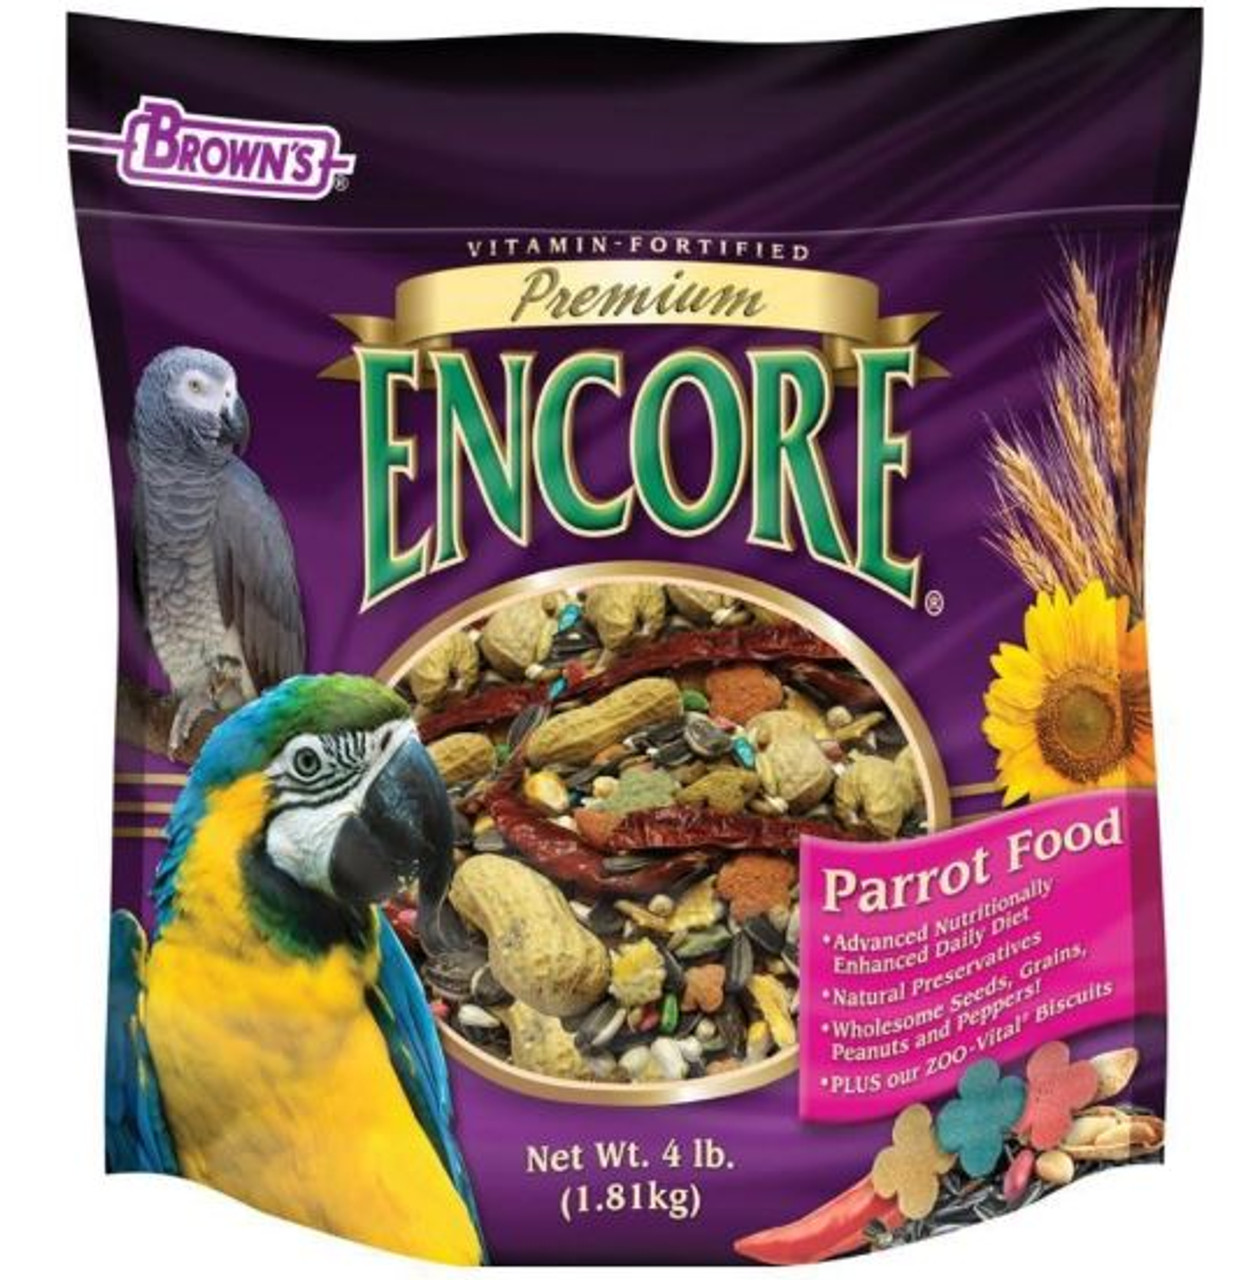 BROWN'S®
VITAMIN-FORTIFIED
Premium
ENCORE®
Parrot Food
•Advanced Nutritionally
Enhanced Daily Diet
•Natural Preservatives
•Wholesome Seeds, Grains,
Peanuts and Peppers!
•PLUS our ZOO-Vital® Biscuits
Net Wt. 4 lb.
(1.81kg)